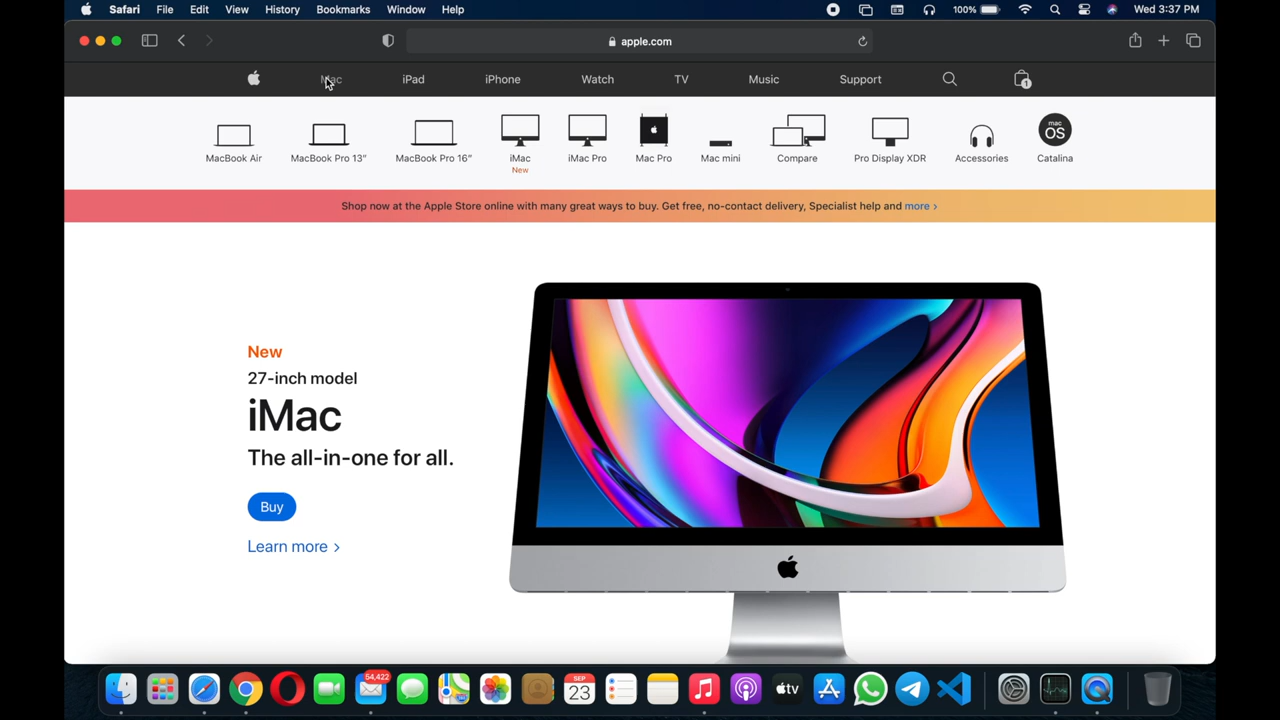 Safari File Edit View History Bookmarks Window Help 100% Wed 3:37 PM
apple.com
Mac iPad iPhone Watch TV Music Support 1
macOS
MacBook Air MacBook Pro 13" MacBook Pro 16" iMac iMac Pro Mac Pro Mac mini Compare Pro Display XDR Accessories Catalina
New
Shop now at the Apple Store online with many great ways to buy. Get free, no-contact delivery, Specialist help and more >
New
27-inch model
iMac
The all-in-one for all.
Buy
Learn more >
54,422
SEP
23
tv